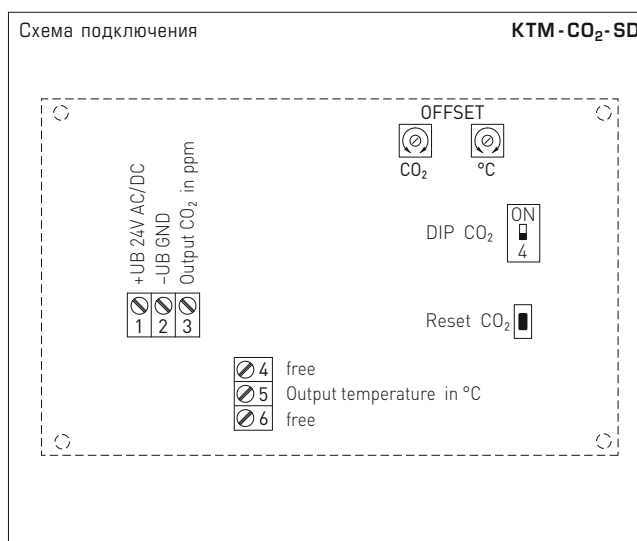 Схема подключения
KTM-CO₂-SD
OFFSET
CO₂
°C
+UB 24V AC/DC
–UB GND
Output CO₂ in ppm
1 2 3
DIP CO₂
ON
4
Reset CO₂
4 free
5 Output temperature in °C
6 free